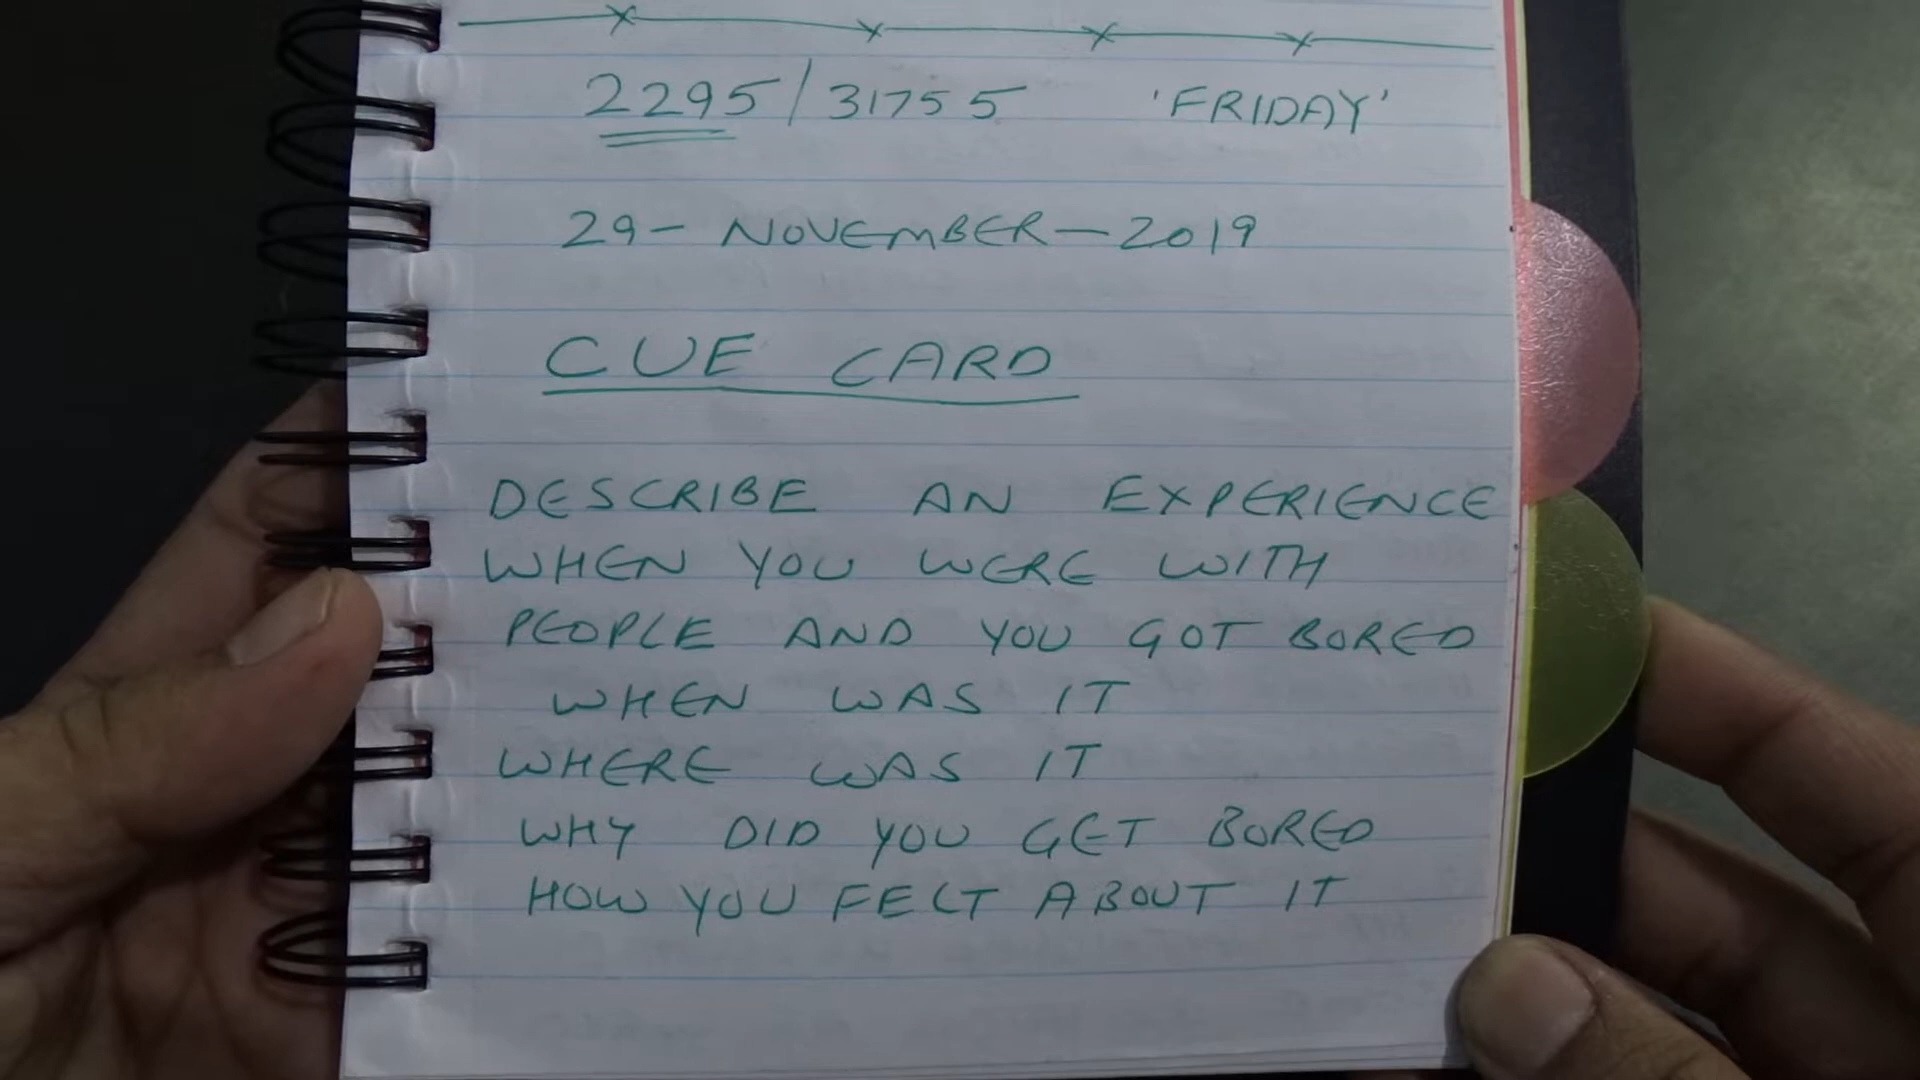 2295/31755 'FRIDAY'
29- NOVEMBER-2019
CUE CARD
DESCRIBE AN EXPERIENCE
WHEN YOU WERE WITH
PEOPLE AND YOU GOT BORED
WHEN WAS IT
WHERE WAS IT
WHY DID YOU GET BORED
HOW YOU FELT ABOUT IT